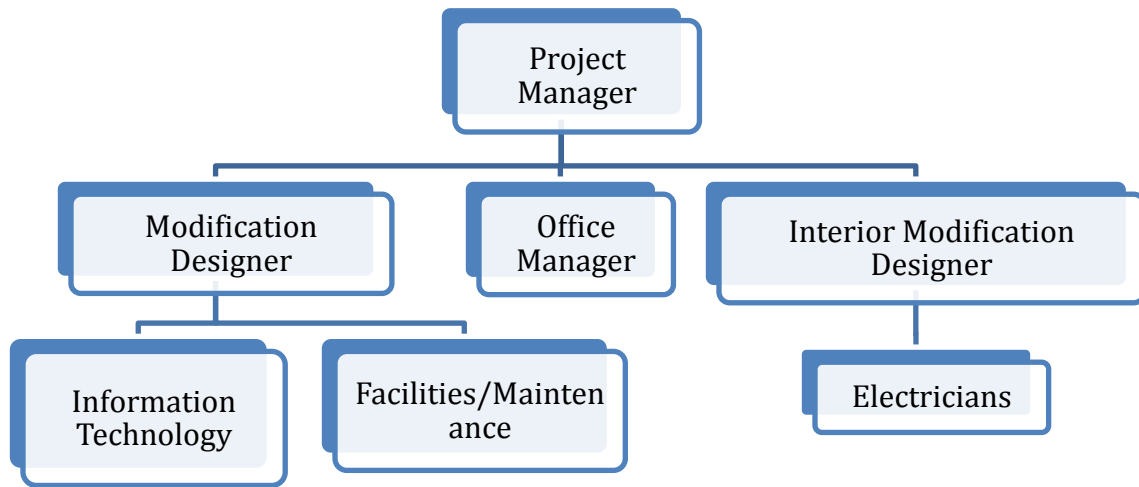 Project
Manager
Modification
Designer
Office
Manager
Interior Modification
Designer
Information
Technology
Facilities/Mainten
ance
Electricians